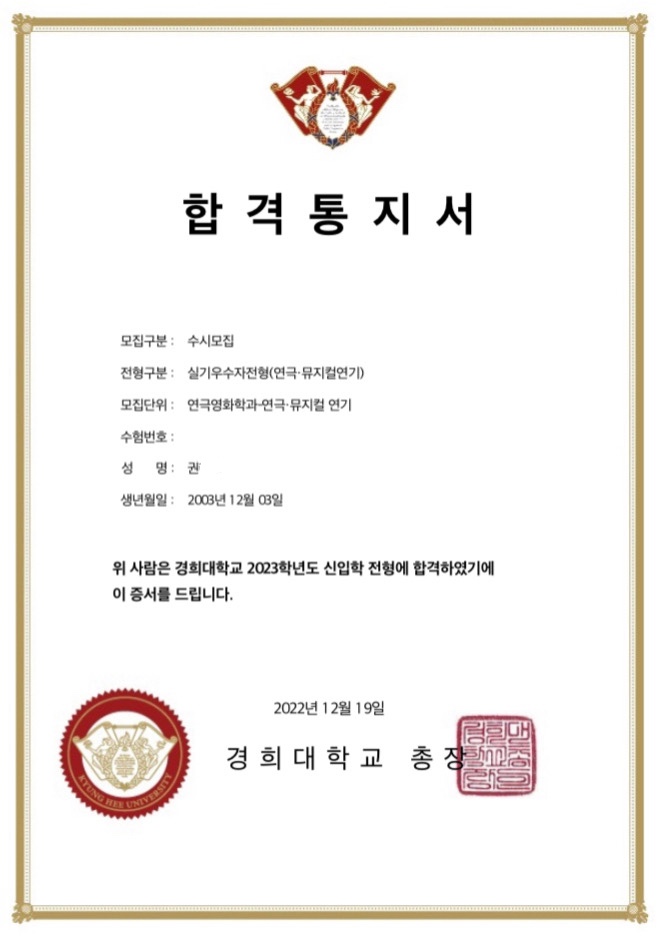 합격통지서
모집구분 : 수시모집
전형구분 : 실기우수자전형(연극·뮤지컬연기)
모집단위 : 연극영화학과-연극·뮤지컬 연기
수험번호 :
성 명 : 권
생년월일 : 2003년 12월 03일
위 사람은 경희대학교 2023학년도 신입학 전형에 합격하였기에
이 증서를 드립니다.
2022년 12월 19일
경희대학교 총장
KYUNG HEE UNIVERSITY